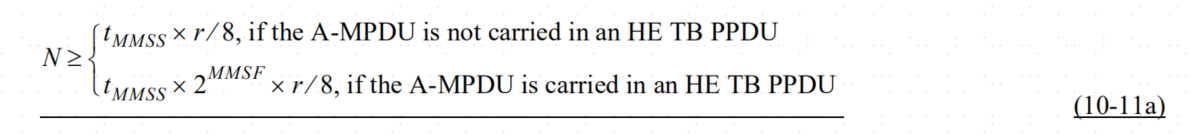 t_MMSS × r/8, if the A-MPDU is not carried in an HE TB PPDU
N ≥ {
t_MMSS × 2^MMSF × r/8, if the A-MPDU is carried in an HE TB PPDU
(10-11a)